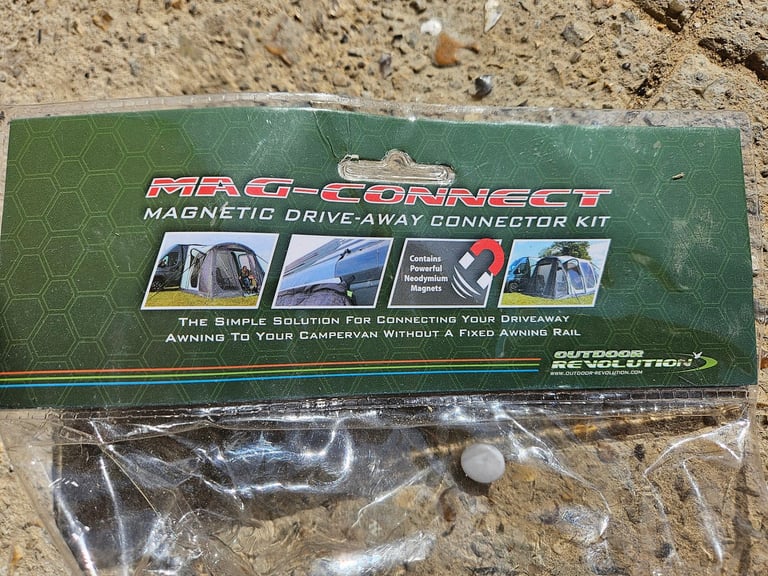 MAG-CONNECT
MAGNETIC DRIVE-AWAY CONNECTOR KIT
Contains
Powerful
Neodymium
Magnets
THE SIMPLE SOLUTION FOR CONNECTING YOUR DRIVEAWAY
AWNING TO YOUR CAMPERVAN WITHOUT A FIXED AWNING RAIL
OUTDOOR
REVOLUTION
WWW.OUTDOOR-REVOLUTION.COM